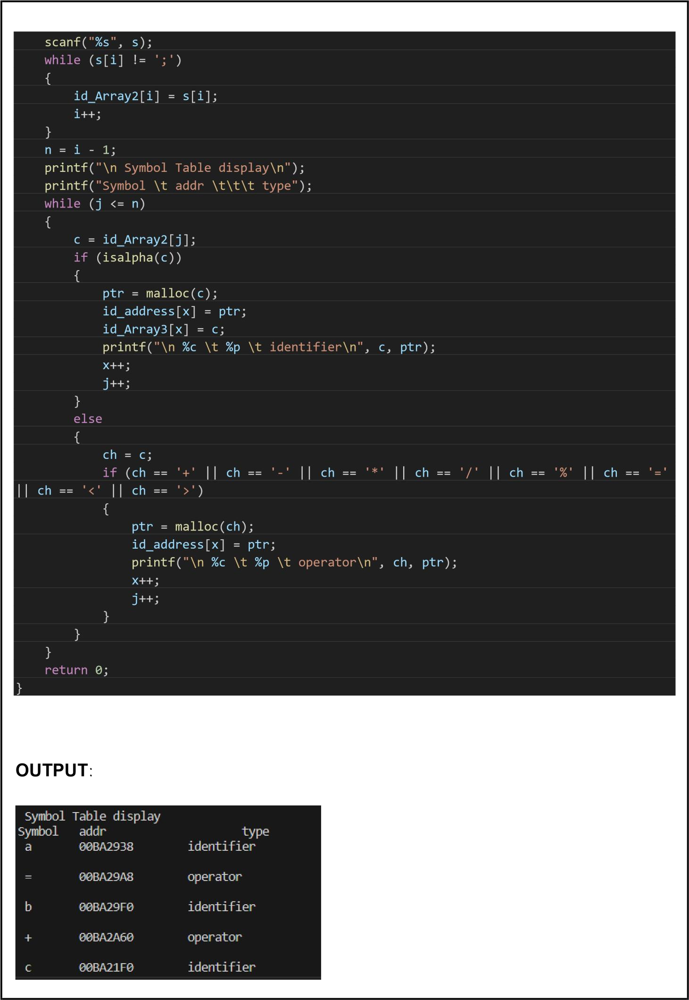 scanf("%s", s);
    while (s[i] != ';')
    {
        id_Array2[i] = s[i];
        i++;
    }
    n = i - 1;
    printf("\n Symbol Table display\n");
    printf("Symbol \t addr \t\t\t type");
    while (j <= n)
    {
        c = id_Array2[j];
        if (isalpha(c))
        {
            ptr = malloc(c);
            id_address[x] = ptr;
            id_Array3[x] = c;
            printf("\n %c \t %p \t identifier\n", c, ptr);
            x++;
            j++;
        }
        else
        {
            ch = c;
            if (ch == '+' || ch == '-' || ch == '*' || ch == '/' || ch == '%' || ch == '='
|| ch == '<' || ch == '>')
            {
                ptr = malloc(ch);
                id_address[x] = ptr;
                printf("\n %c \t %p \t operator\n", ch, ptr);
                x++;
                j++;
            }
        }
    }
    return 0;
}
OUTPUT:
Symbol Table display
Symbol addr type
a 00BA2938 identifier
= 00BA29A8 operator
b 00BA29F0 identifier
+ 00BA2A60 operator
c 00BA21F0 identifier